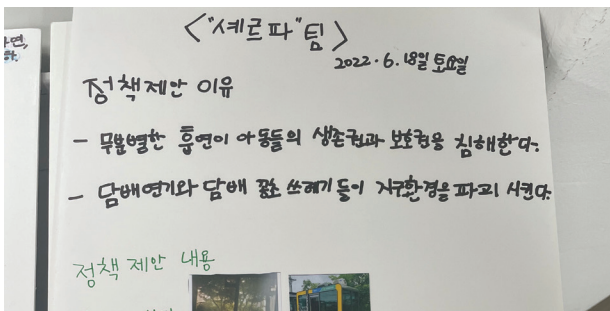 <"셰르파"팀>
2022.6.18일 토요일
정책제안 이유
- 무분별한 흡연이 아동들의 생존권과 보호권을 침해한다.
- 담배연기와 담배 꽁초 쓰레기들이 지구환경을 파괴 시킨다.
정책 제안 내용